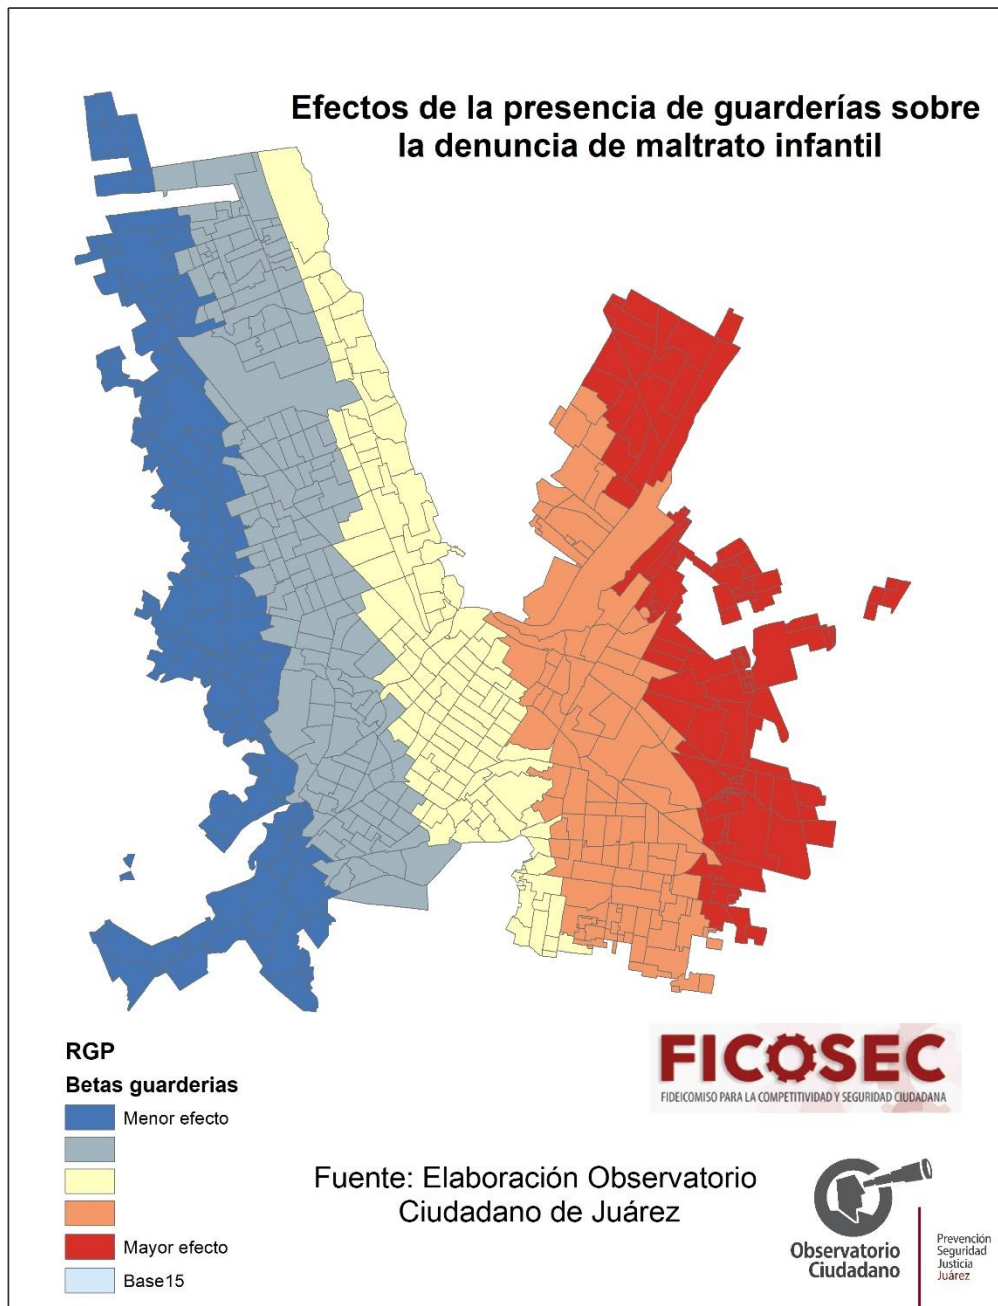 Efectos de la presencia de guarderías sobre
la denuncia de maltrato infantil
RGP
Betas guarderias
Menor efecto
Mayor efecto
Base15
FICOSEC
FIDEICOMISO PARA LA COMPETITIVIDAD Y SEGURIDAD CIUDADANA
Fuente: Elaboración Observatorio
Ciudadano de Juárez
Observatorio
Ciudadano
Prevención
Seguridad
Justicia
Juárez